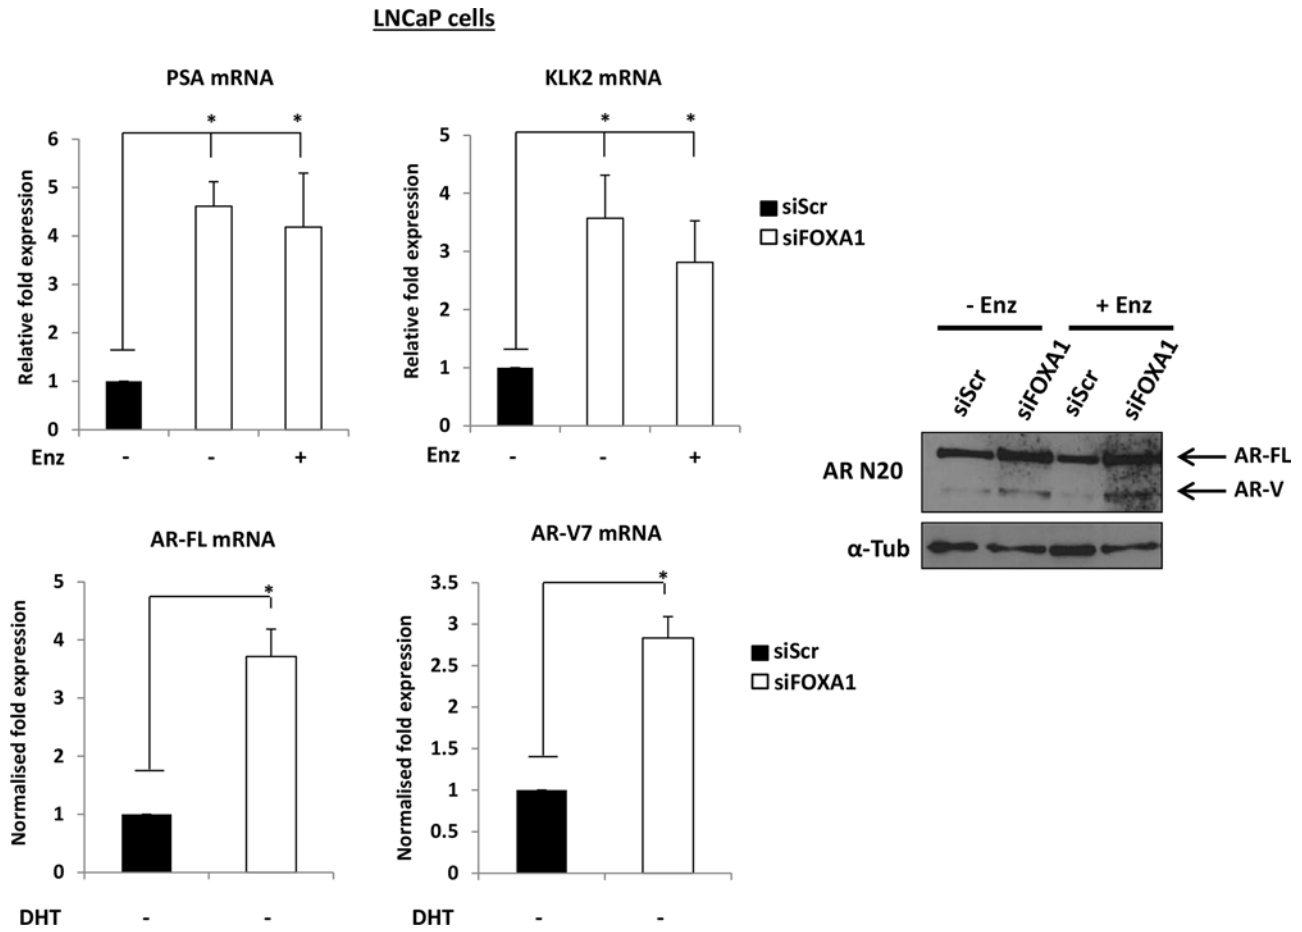 LNCaP cells
PSA mRNA
Relative fold expression
6
5
4
3
2
1
0
*
*
Enz
-
-
+
KLK2 mRNA
Relative fold expression
5
4
3
2
1
0
*
*
-
-
+
Enz
siScr
siFOXA1
AR-FL mRNA
Normalised fold expression
5
4
3
2
1
0
*
DHT
-
-
AR-V7 mRNA
Normalised fold expression
3.5
3
2.5
2
1.5
1
0.5
0
*
DHT
-
-
siScr
siFOXA1
- Enz
+ Enz
siScr
siFOXA1
siScr
siFOXA1
AR N20
AR-FL
AR-V
α-Tub